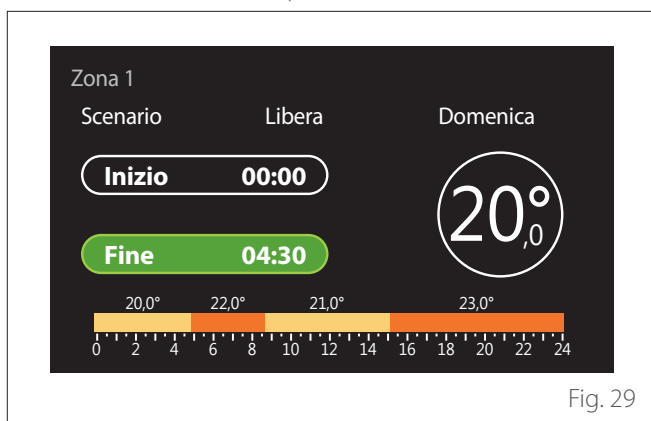 Zona 1
Scenario Libera Domenica
Inizio 00:00
20°,0
Fine 04:30
20,0° 22,0° 21,0° 23,0°
0 2 4 6 8 10 12 14 16 18 20 22 24
Fig. 29